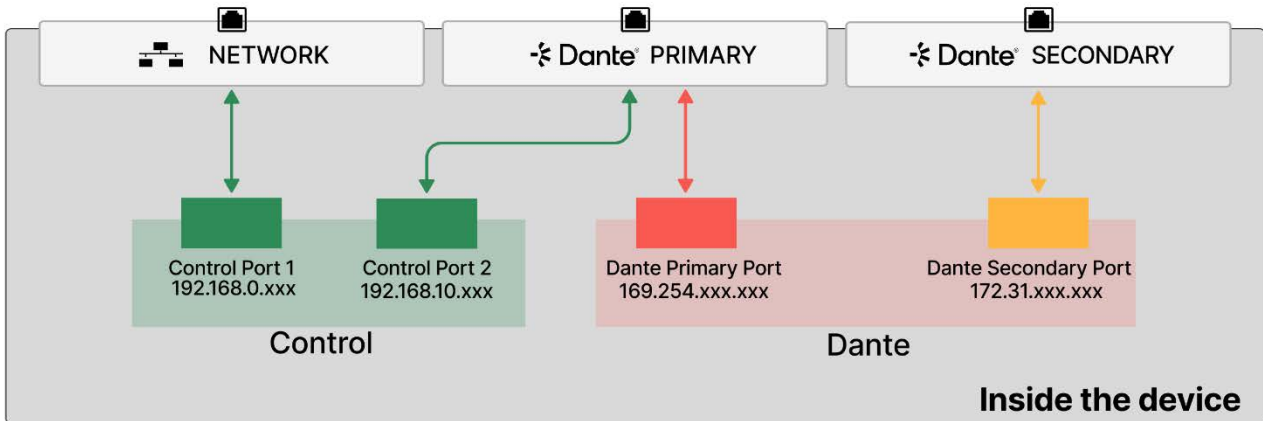 NETWORK
Dante® PRIMARY
Dante® SECONDARY
Control Port 1
192.168.0.xxx
Control Port 2
192.168.10.xxx
Dante Primary Port
169.254.xxx.xxx
Dante Secondary Port
172.31.xxx.xxx
Control
Dante
Inside the device